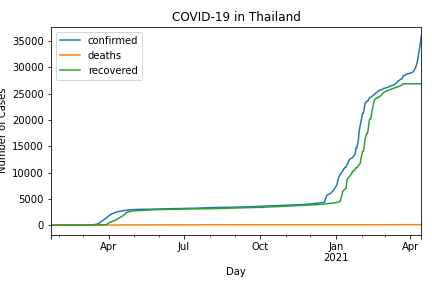 COVID-19 in Thailand
confirmed
deaths
recovered
35000
30000
25000
20000
15000
10000
5000
0
Number of Cases
Apr
Jul
Oct
Jan
2021
Apr
Day